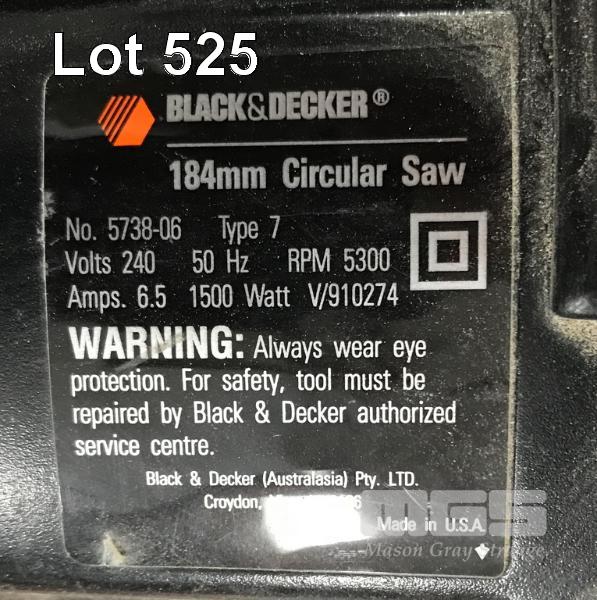 Lot 525
BLACK&DECKER®
184mm Circular Saw
No. 5738-06 Type 7
Volts 240 50 Hz RPM 5300
Amps. 6.5 1500 Watt V/910274
WARNING: Always wear eye
protection. For safety, tool must be
repaired by Black & Decker authorized
service centre.
Black & Decker (Australasia) Pty. LTD.
Croydon,
MGS
Made in U.S.A.
Mason Gray Strange